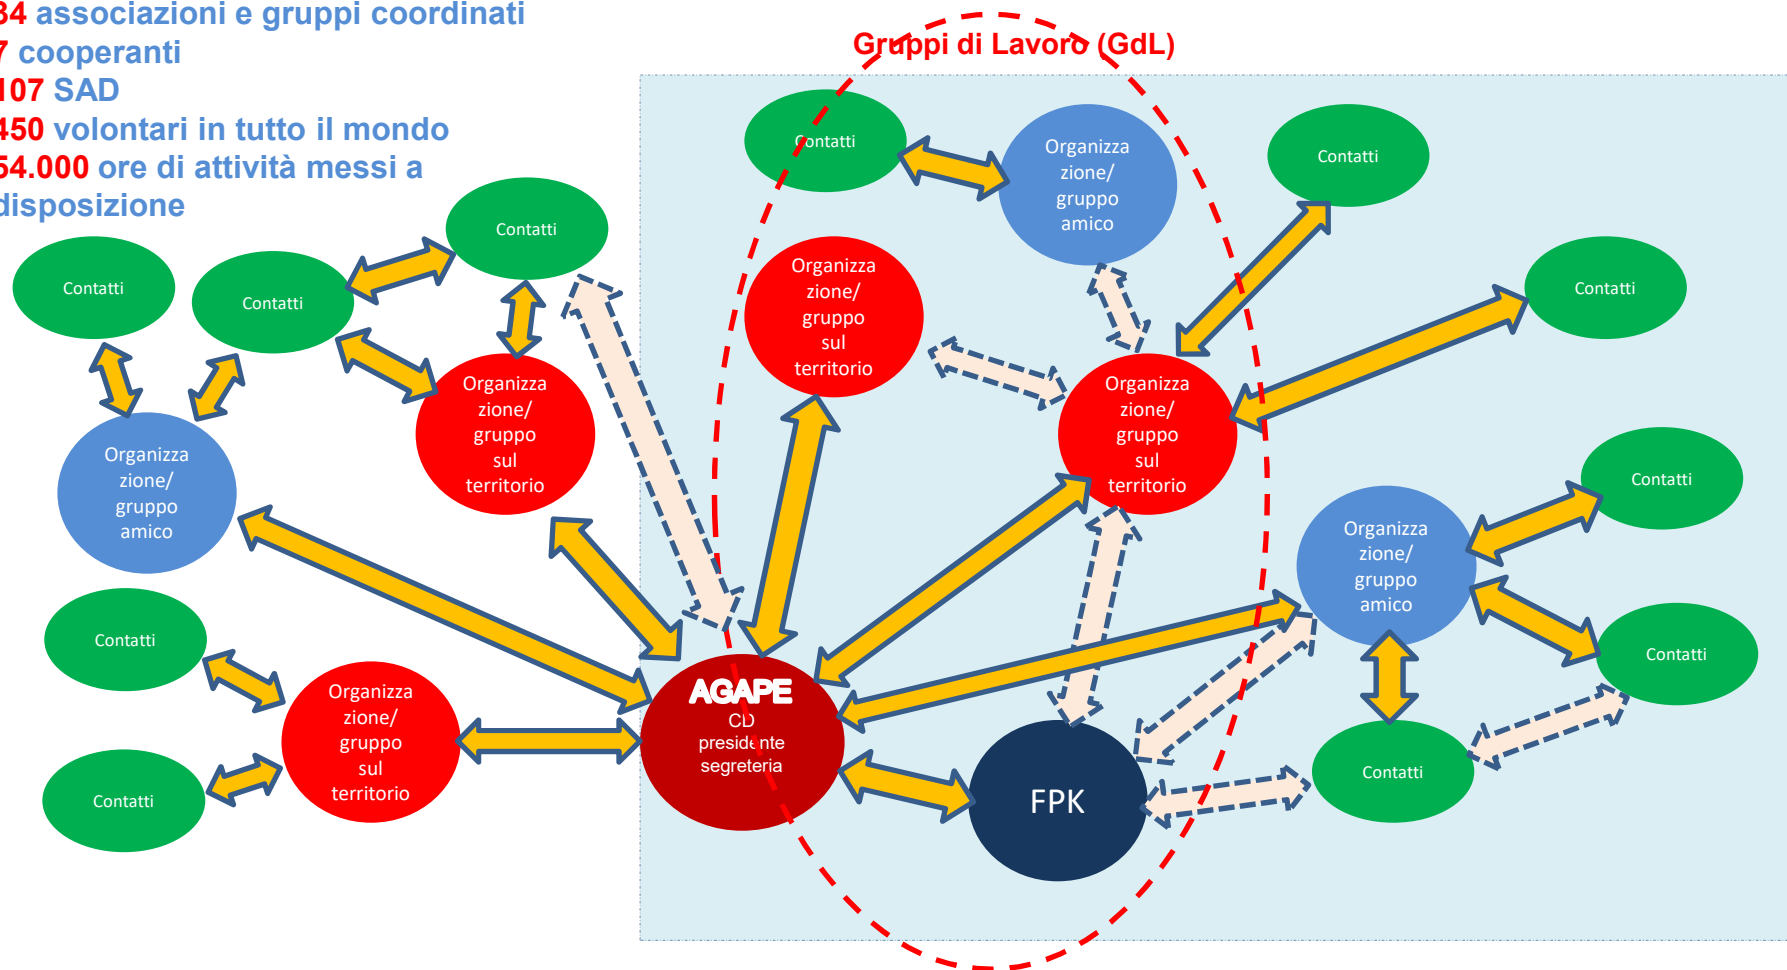 34 associazioni e gruppi coordinati
7 cooperanti
107 SAD
450 volontari in tutto il mondo
54.000 ore di attività messi a
disposizione
Gruppi di Lavoro (GdL)
Contatti
Organizza
zione/
gruppo
amico
Contatti
Contatti
Contatti
Contatti
Organizza
zione/
gruppo
sul
territorio
Contatti
Organizza
zione/
gruppo
sul
territorio
Organizza
zione/
gruppo
sul
territorio
Organizza
zione/
gruppo
amico
Contatti
Organizza
zione/
gruppo
amico
Contatti
Contatti
Organizza
zione/
gruppo
sul
territorio
AGAPE
CD
presidente
segreteria
FPK
Contatti
Contatti